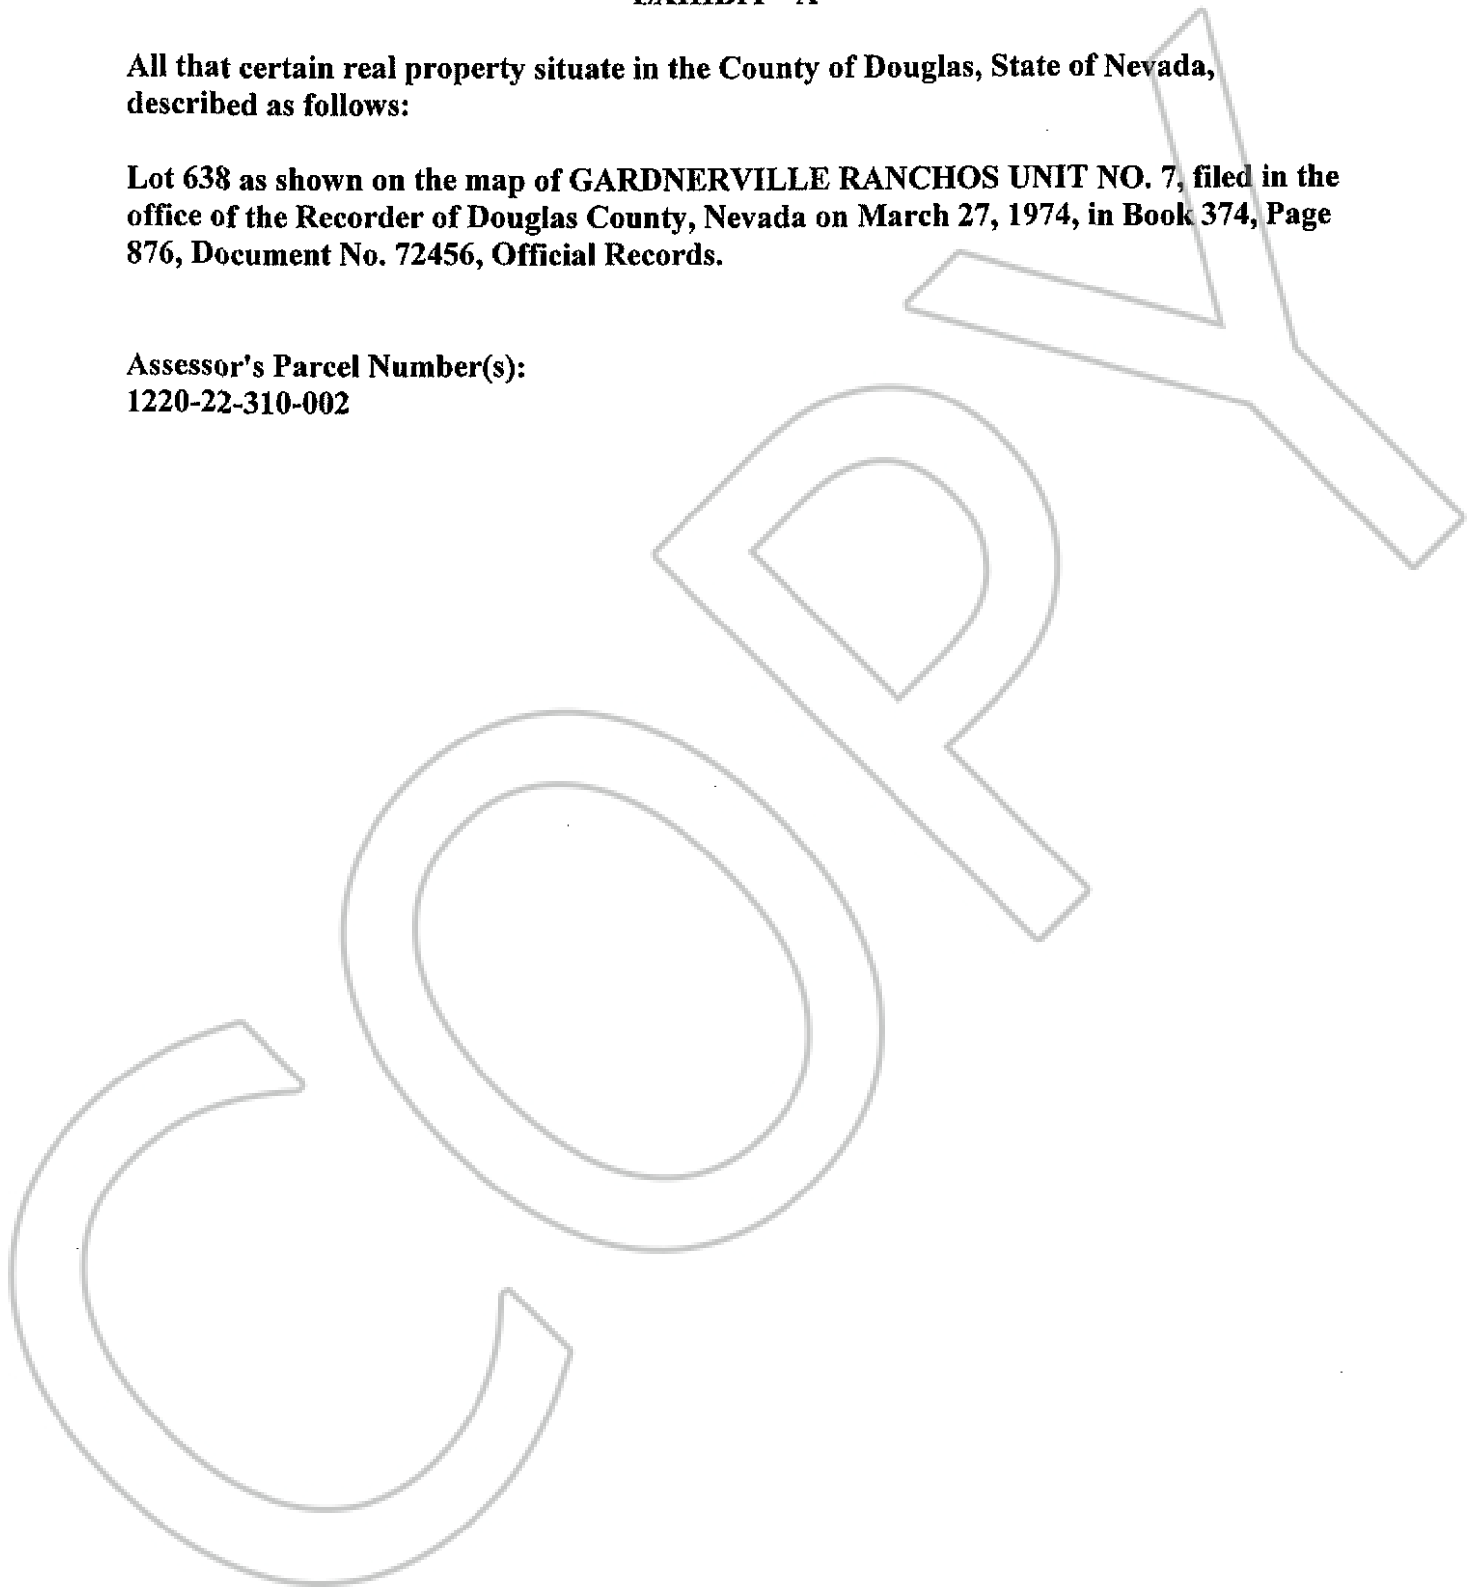 All that certain real property situate in the County of Douglas, State of Nevada,
described as follows:
Lot 638 as shown on the map of GARDNERVILLE RANCHOS UNIT NO. 7, filed in the
office of the Recorder of Douglas County, Nevada on March 27, 1974, in Book 374, Page
876, Document No. 72456, Official Records.
Assessor's Parcel Number(s):
1220-22-310-002
COPY